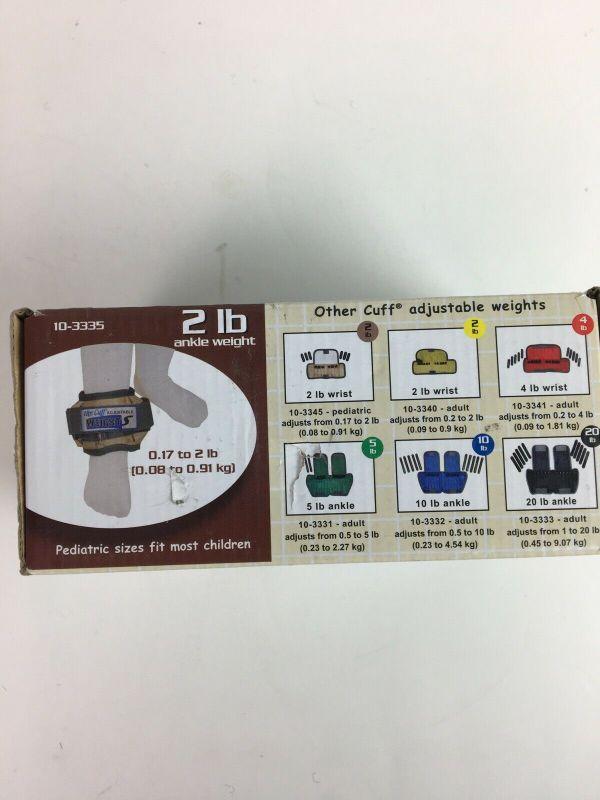 10-3335
2 lb
ankle weight
The Cuff® ADJUSTABLE
WEIGHTS
0.17 to 2 lb
(0.08 to 0.91 kg)
Pediatric sizes fit most children
Other Cuff® adjustable weights
2 lb
2 lb wrist
10-3345 - pediatric
adjusts from 0.17 to 2 lb
(0.08 to 0.91 kg)
2 lb
2 lb wrist
10-3340 - adult
adjusts from 0.2 to 2 lb
(0.09 to 0.9 kg)
4 lb
4 lb wrist
10-3341 - adult
adjusts from 0.2 to 4 lb
(0.09 to 1.81 kg)
5 lb
5 lb ankle
10-3331 - adult
adjusts from 0.5 to 5 lb
(0.23 to 2.27 kg)
10 lb
10 lb ankle
10-3332 - adult
adjusts from 0.5 to 10 lb
(0.23 to 4.54 kg)
20 lb
20 lb ankle
10-3333 - adult
adjusts from 1 to 20 lb
(0.45 to 9.07 kg)